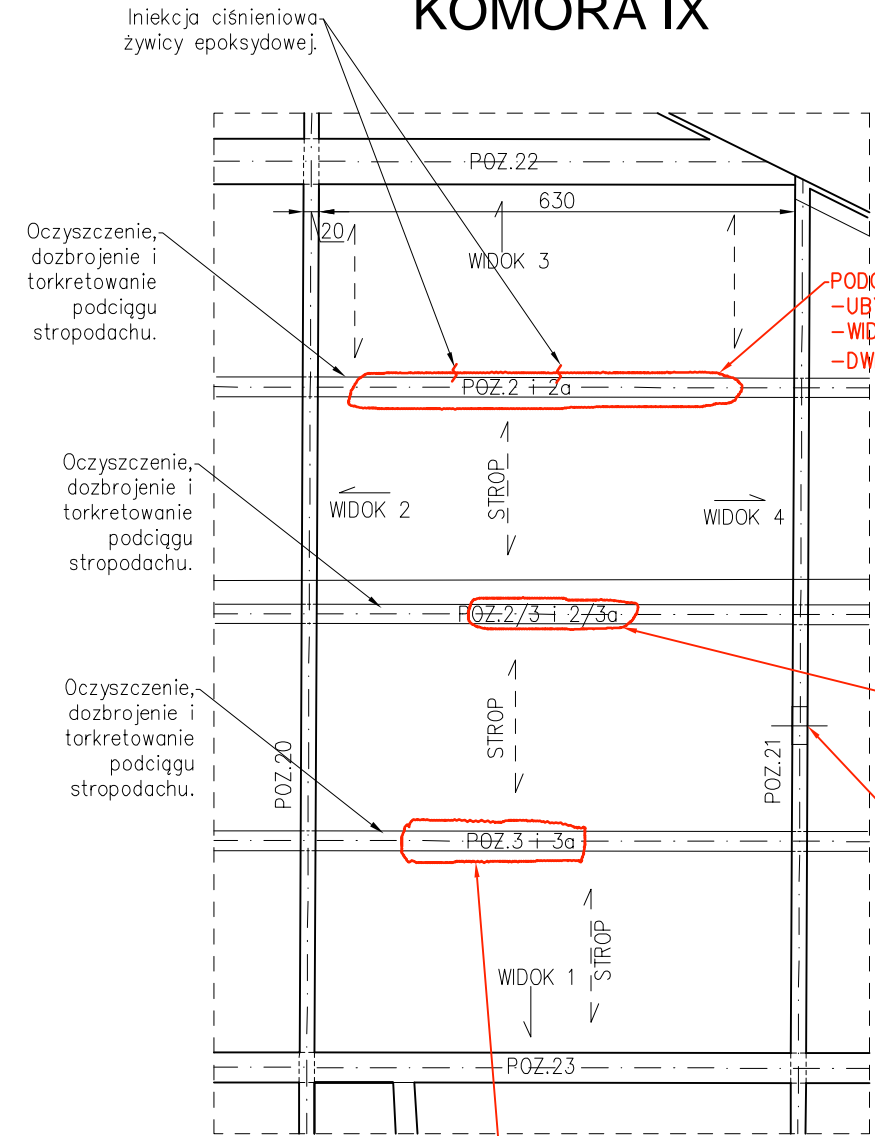 KOMORA IX
Iniekcja ciśnieniowa
żywicy epoksydowej.
POZ.22
630
20
WIDOK 3
Oczyszczenie,
dozbrojenie i
torkretowanie
podciągu
stropodachu.
-DW
POZ.2 i 2a
Oczyszczenie,
dozbrojenie i
torkretowanie
podciągu
stropodachu.
STROP
WIDOK 2
WIDOK 4
POZ.2/3 i 2/3a
Oczyszczenie,
dozbrojenie i
torkretowanie
podciągu
stropodachu.
STROP
POZ.20
POZ.21
POZ.3 i 3a
STROP
WIDOK 1
POZ.23